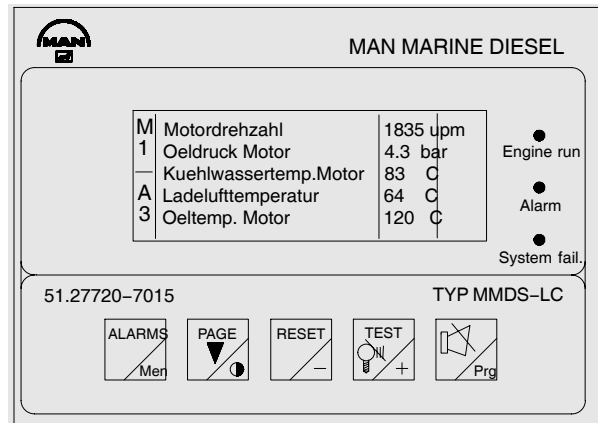 MAN
MAN MARINE DIESEL
M Motordrehzahl 1835 upm
1 Oeldruck Motor 4.3 bar
— Kuehlwassertemp.Motor 83 C
A Ladelufttemperatur 64 C
3 Oeltemp. Motor 120 C
Engine run
Alarm
System fail.
51.27720–7015 TYP MMDS–LC
ALARMS PAGE RESET TEST
Men – + Prg